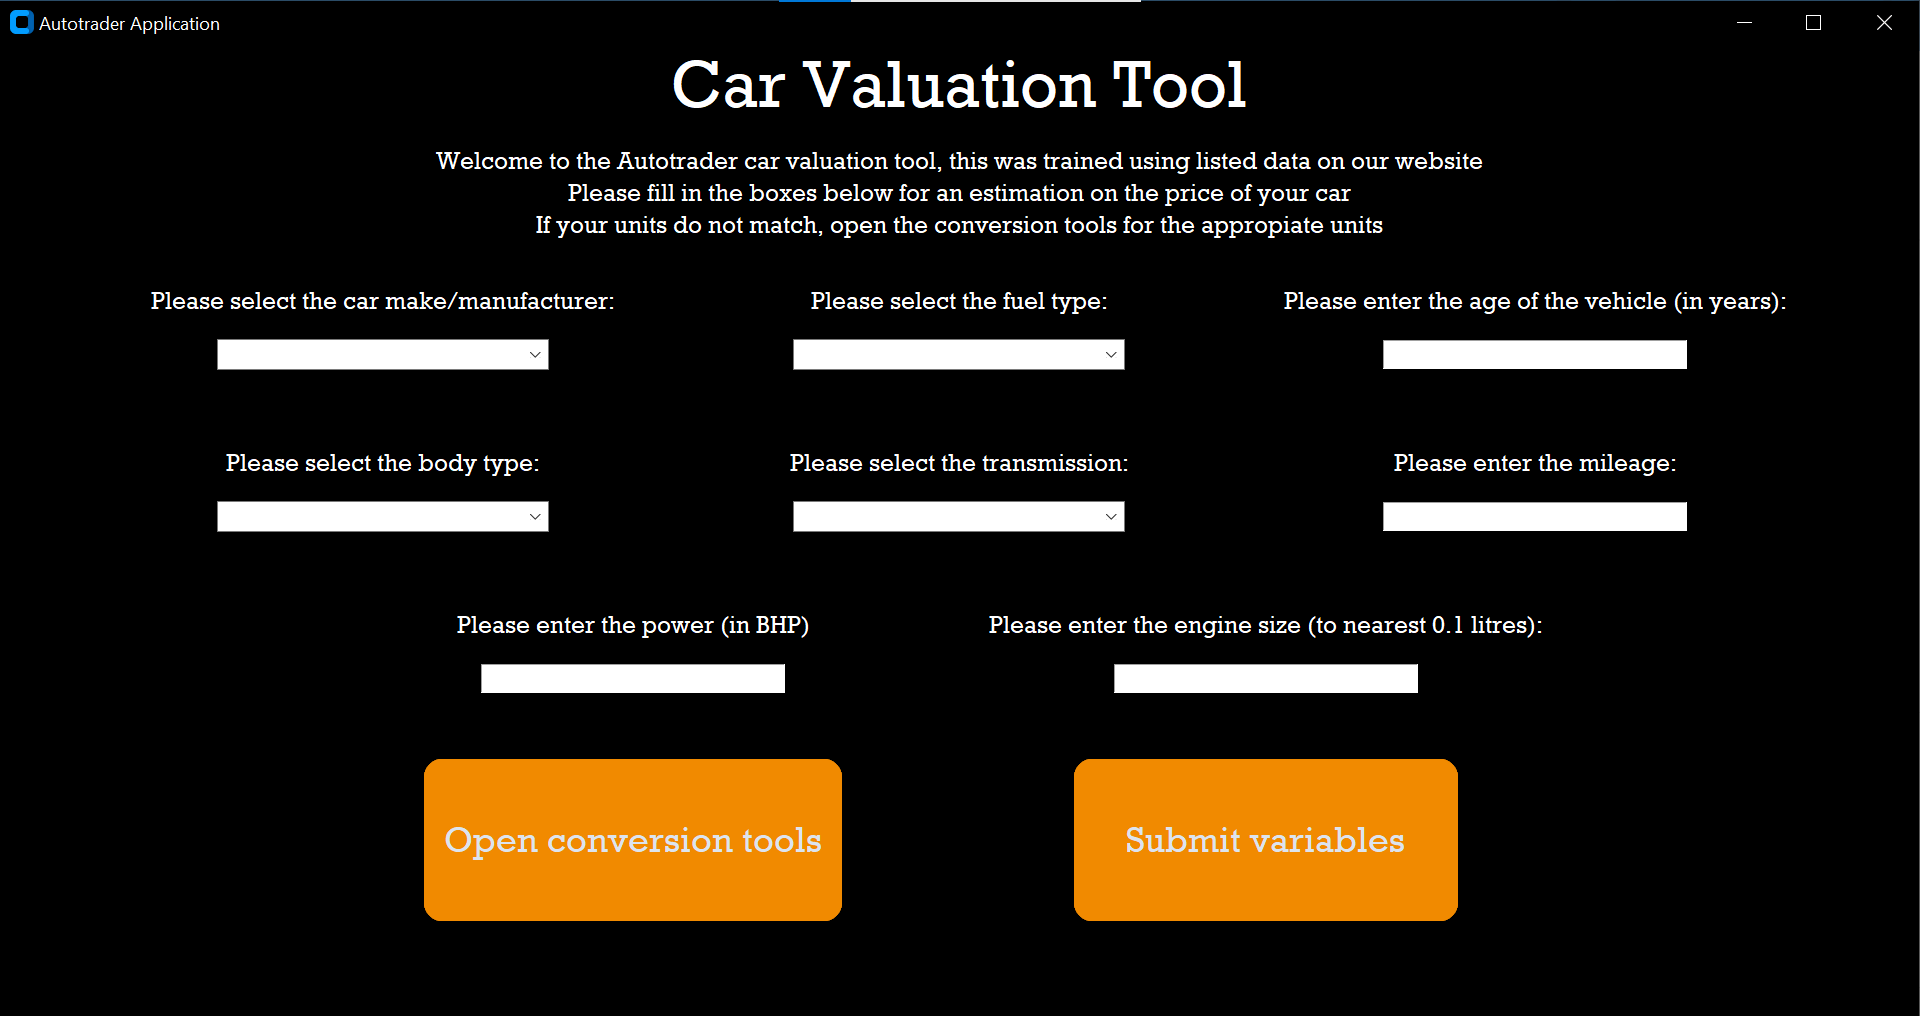 Autotrader Application
Car Valuation Tool
Welcome to the Autotrader car valuation tool, this was trained using listed data on our website
Please fill in the boxes below for an estimation on the price of your car
If your units do not match, open the conversion tools for the appropiate units
Please select the car make/manufacturer:
Please select the fuel type:
Please enter the age of the vehicle (in years):
Please select the body type:
Please select the transmission:
Please enter the mileage:
Please enter the power (in BHP)
Please enter the engine size (to nearest 0.1 litres):
Open conversion tools
Submit variables